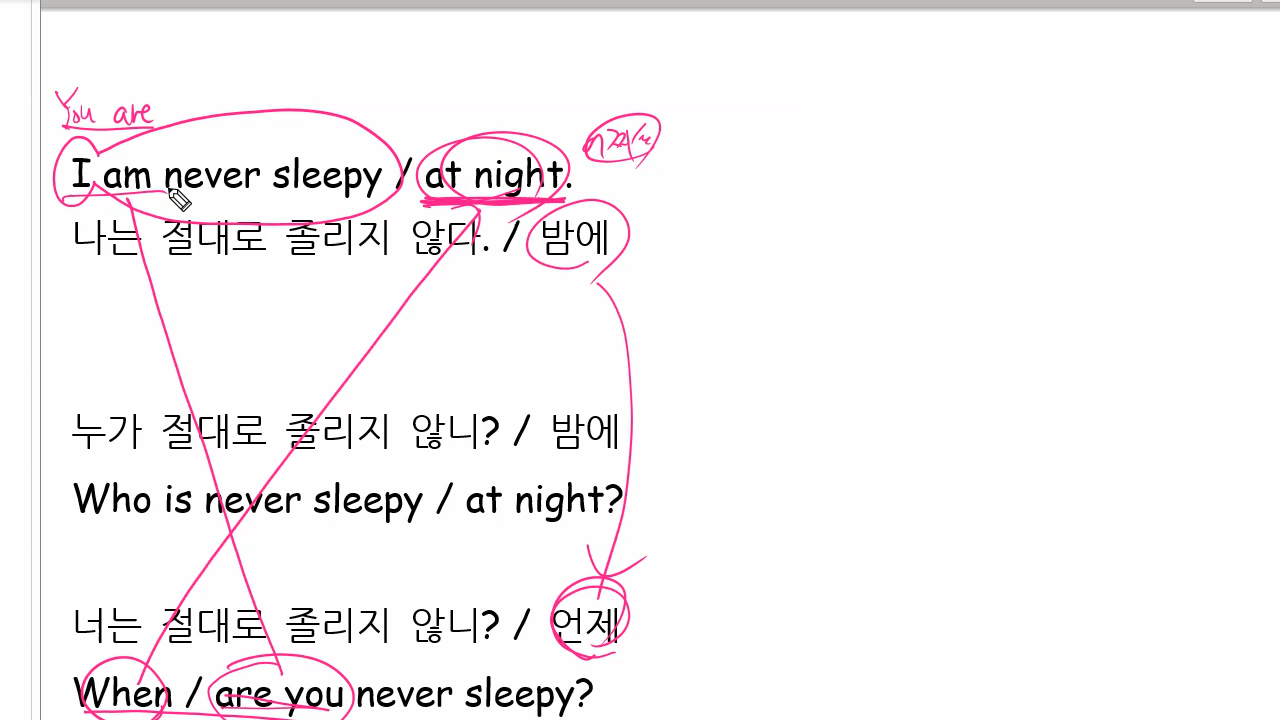 You are
I am never sleepy / at night.
나는 절대로 졸리지 않다. / 밤에
누가 절대로 졸리지 않니? / 밤에
Who is never sleepy / at night?
너는 절대로 졸리지 않니? / 언제
When / are you never sleepy?